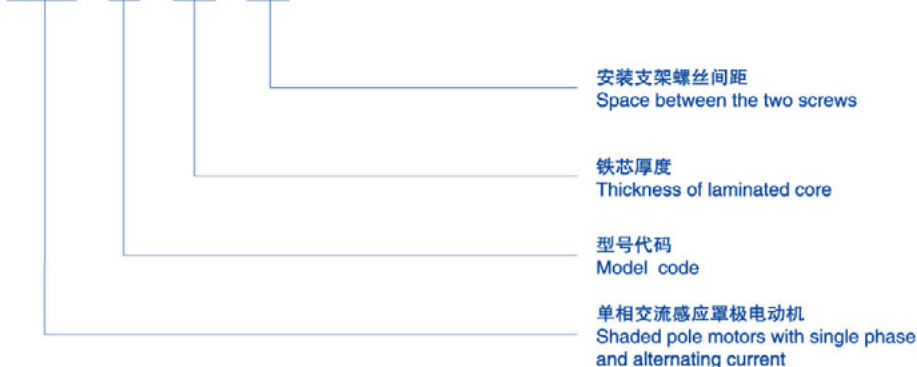 安装支架螺丝间距
Space between the two screws
铁芯厚度
Thickness of laminated core
型号代码
Model code
单相交流感应罩极电动机
Shaded pole motors with single phase
and alternating current